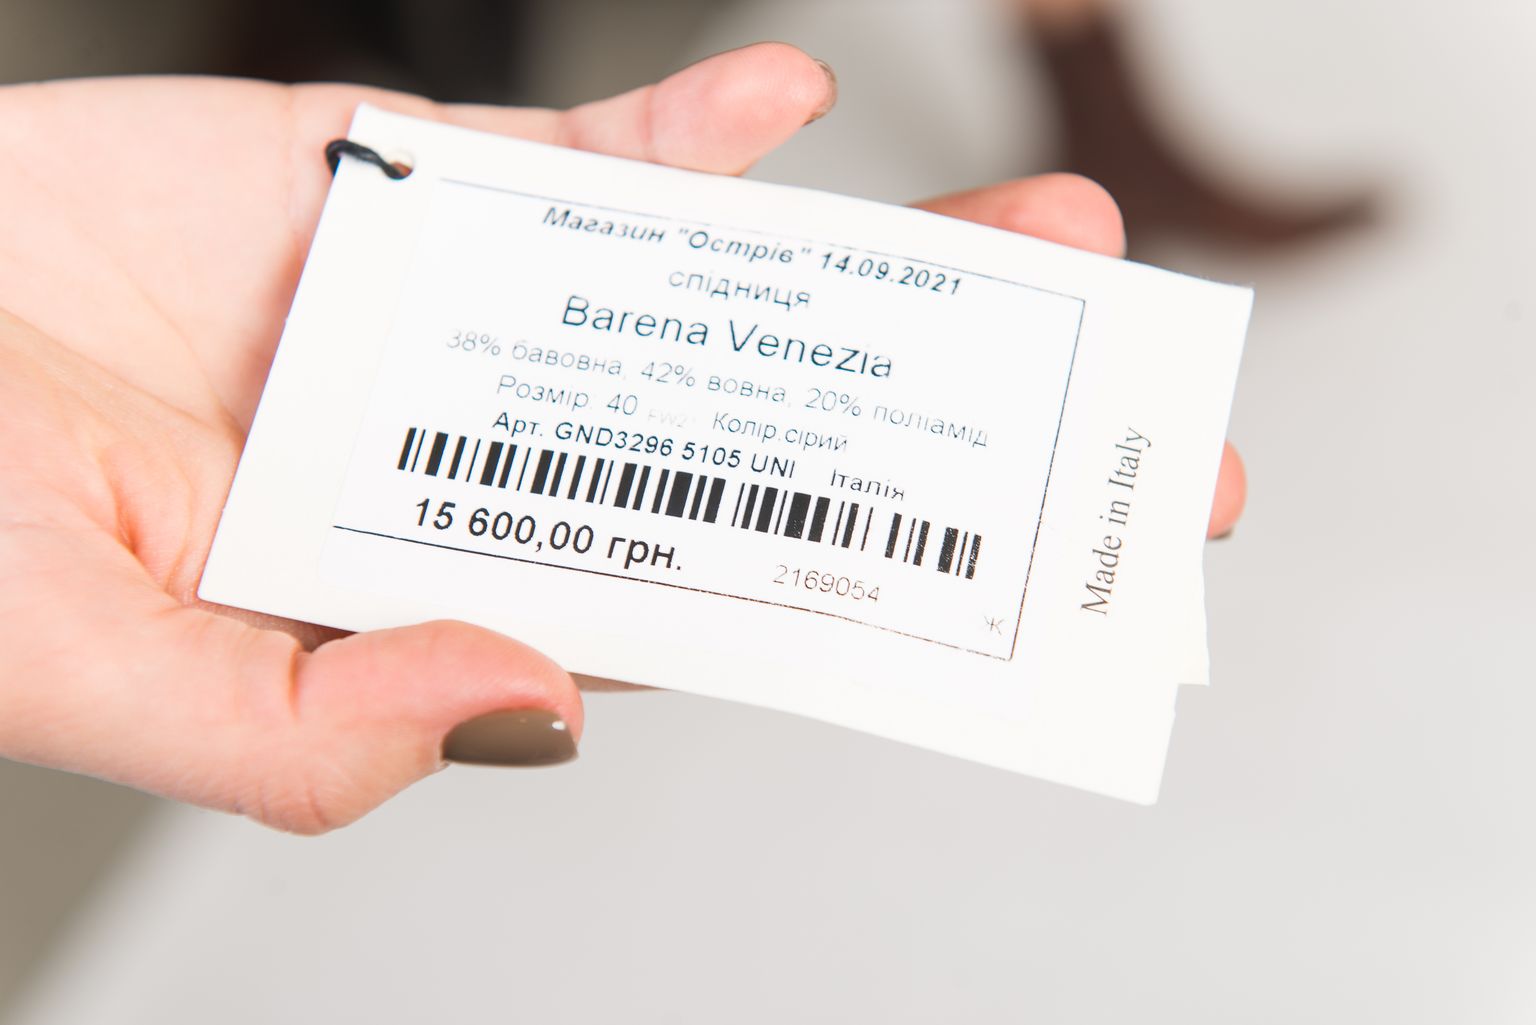 Магазин "Острів" 14.09.2021
спідниця
Barena Venezia
38% бавовна, 42% вовна, 20% поліамід
Розмір: 40 FW21 Колір.сірий
Арт. GND3296 5105 UNI Італія
15 600,00 грн.
2169054
Ж
Made in Italy